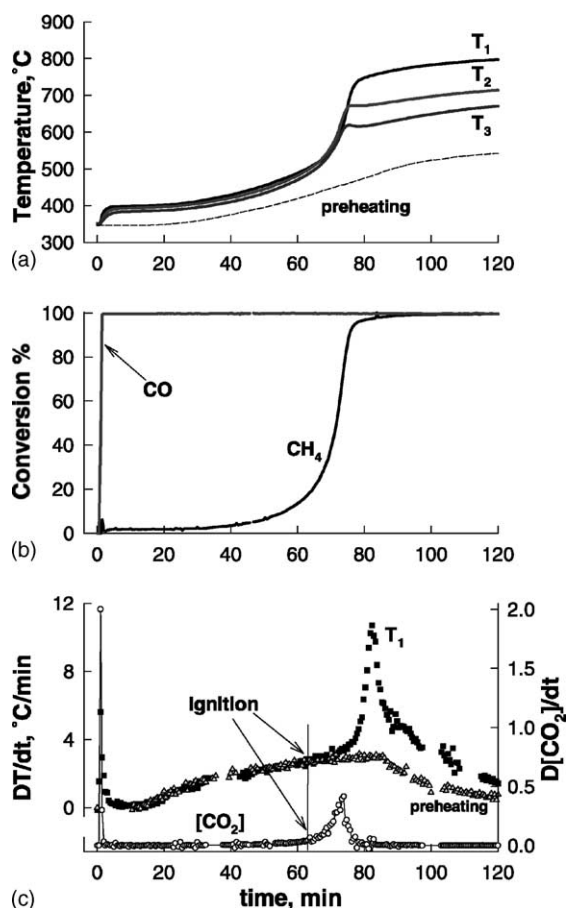 900
800
700
600
500
400
300
Temperature,°C
T1
T2
T3
preheating
0 20 40 60 80 100 120
(a)
100
80
60
40
20
0
Conversion %
CO
CH4
0 20 40 60 80 100 120
(b)
12
8
4
0
DT/dt, °C/min
2.0
1.5
1.0
0.5
0.0
D[CO2]/dt
T1
Ignition
preheating
[CO2]
0 20 40 60 80 100 120
time, min
(c)